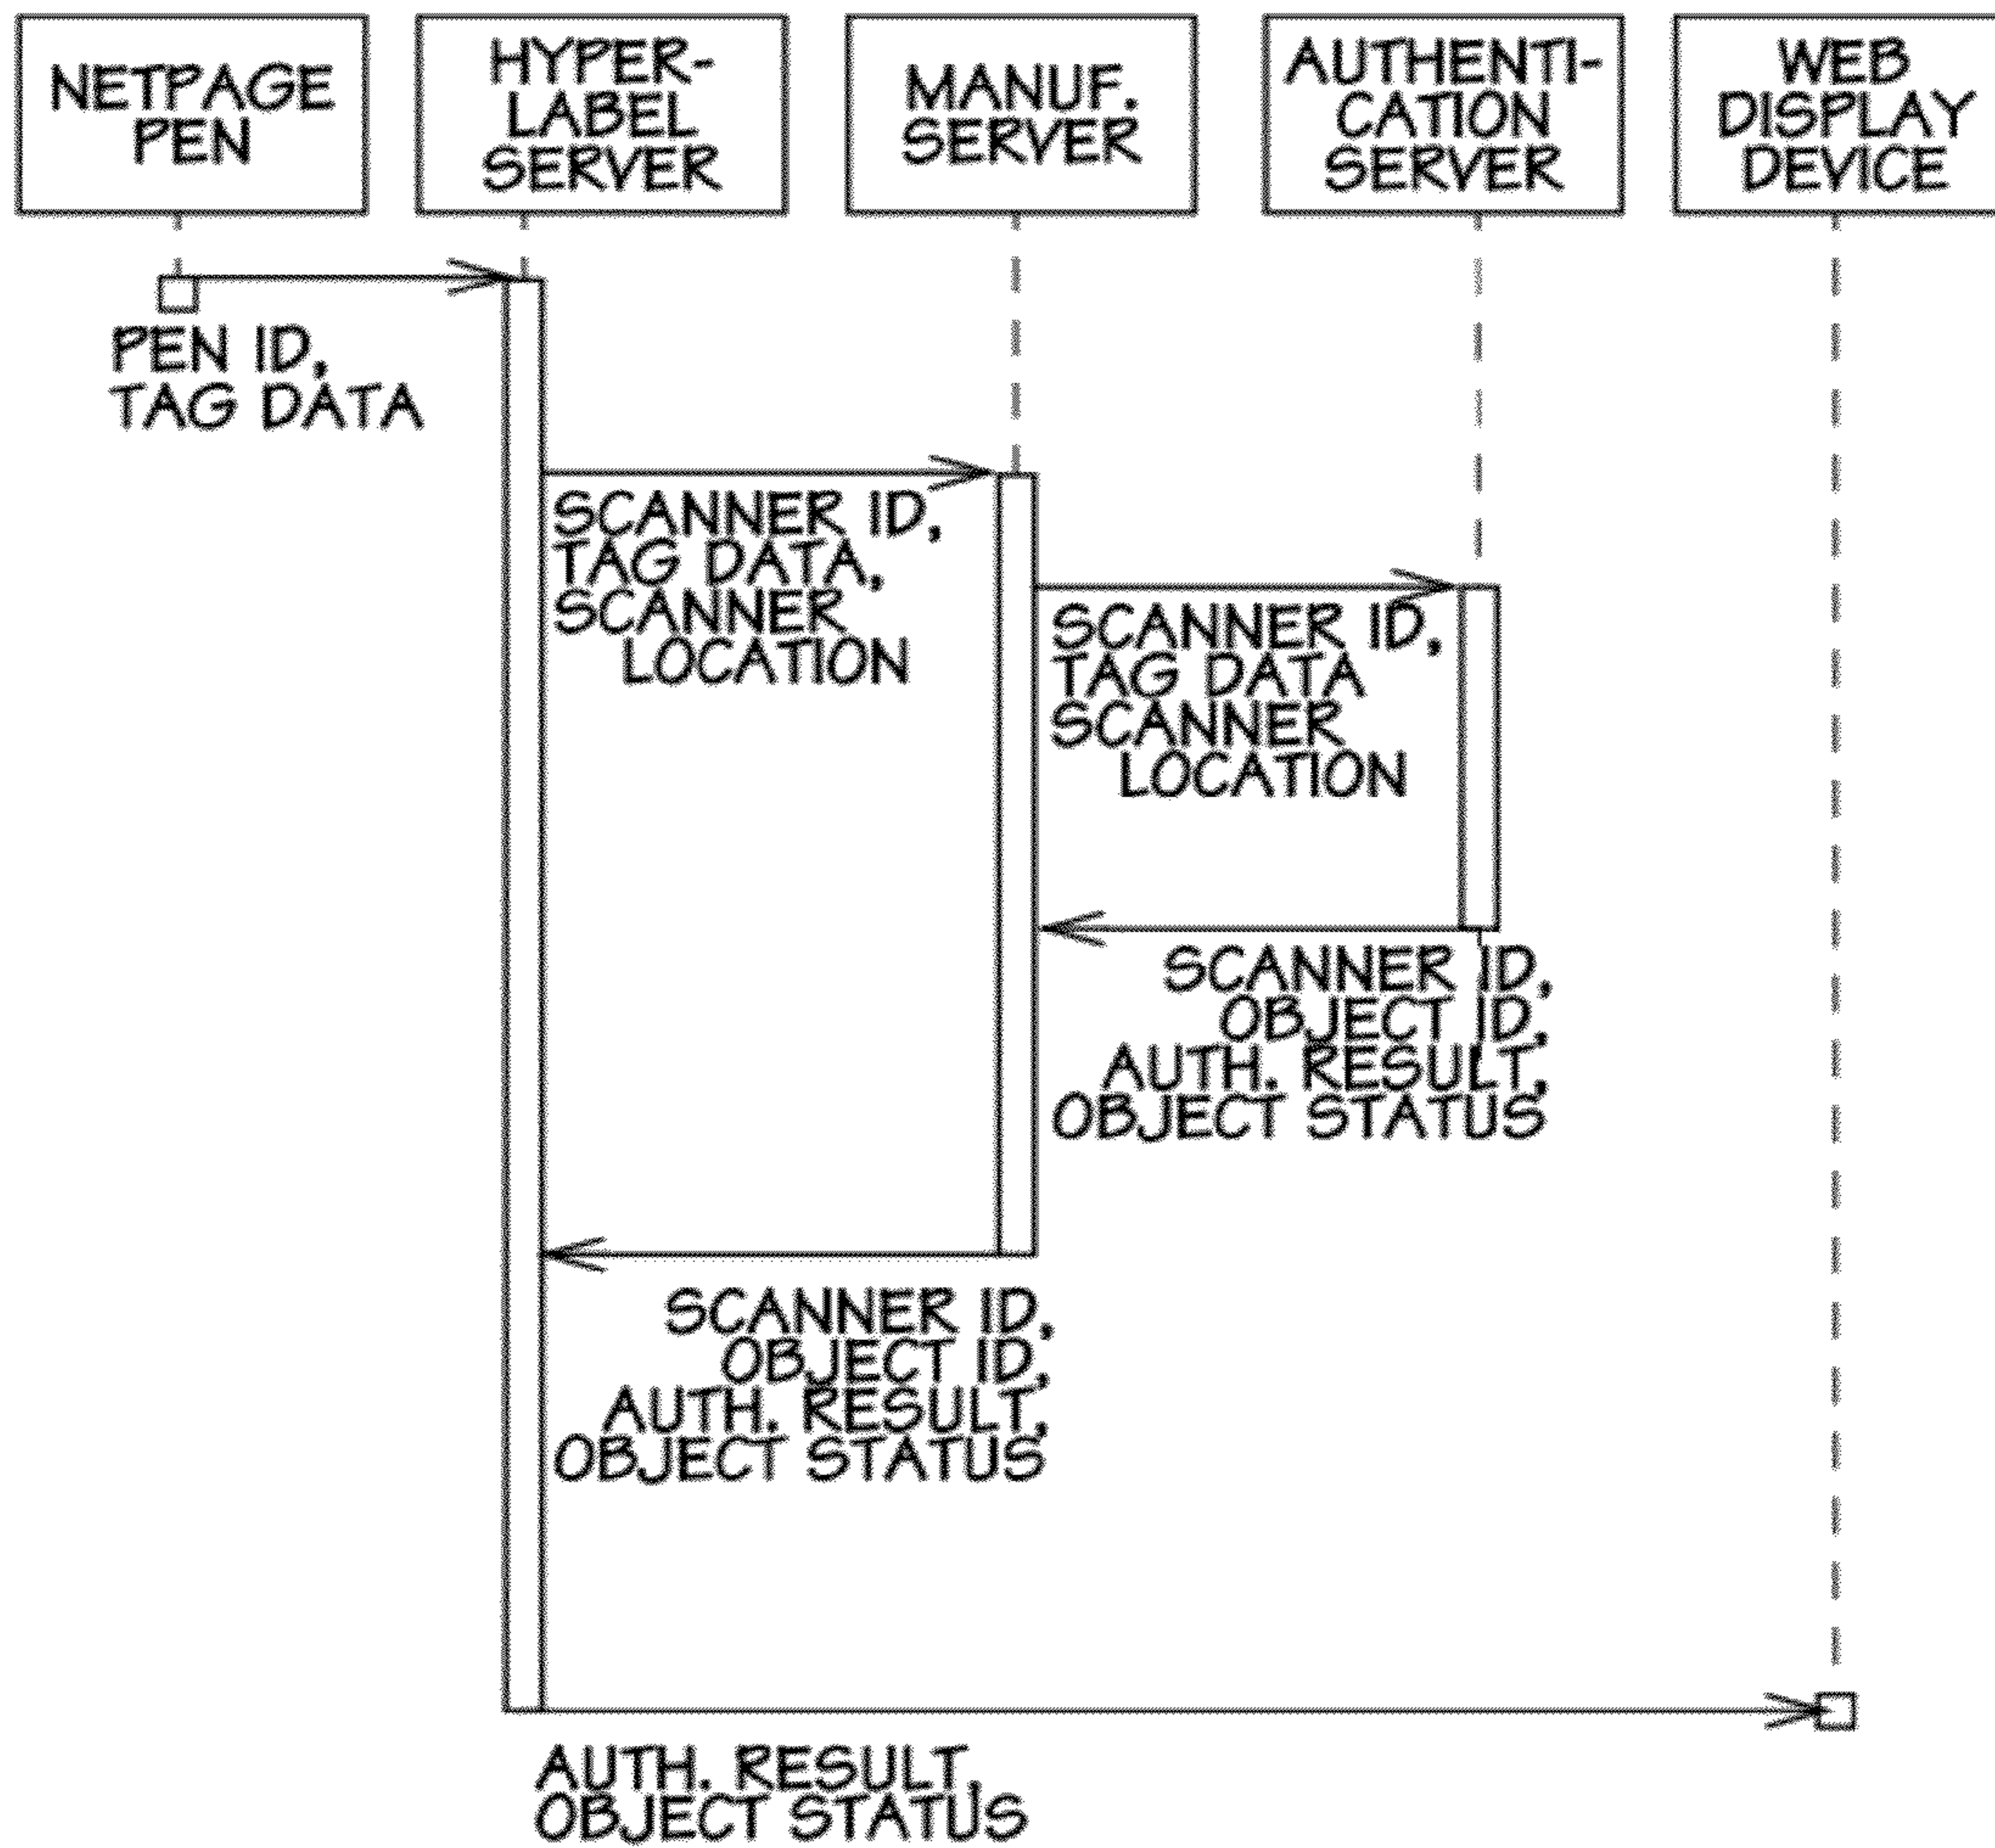 NETPAGE
PEN
HYPER-
LABEL
SERVER
MANUF.
SERVER
AUTHENTI-
CATION
SERVER
WEB
DISPLAY
DEVICE
PEN ID,
TAG DATA
SCANNER ID,
TAG DATA,
SCANNER
LOCATION
SCANNER ID,
TAG DATA
SCANNER
LOCATION
SCANNER ID,
OBJECT ID,
AUTH. RESULT,
OBJECT STATUS
SCANNER ID,
OBJECT ID,
AUTH. RESULT,
OBJECT STATUS
AUTH. RESULT,
OBJECT STATUS